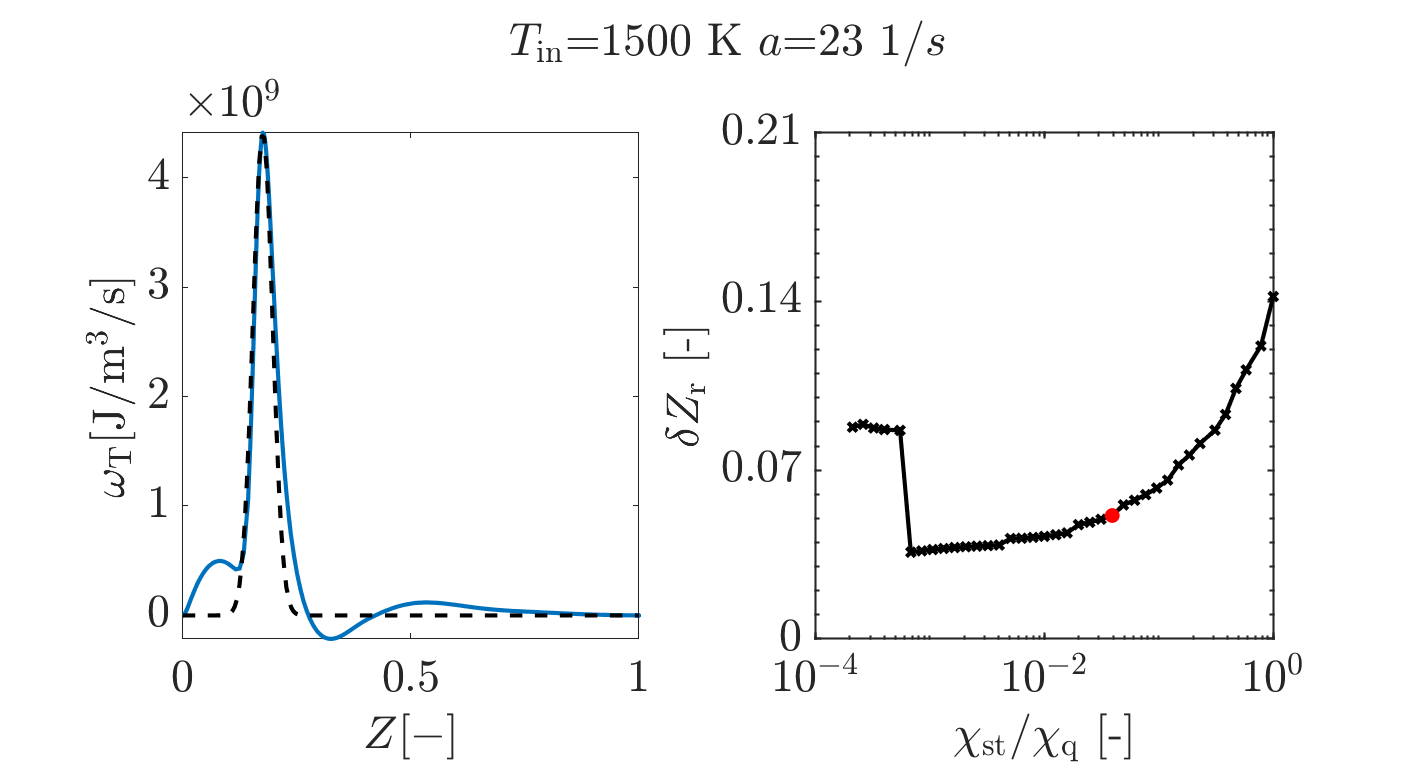 T_in=1500 K a=23 1/s
×10^9
4
3
2
1
0
ω_T[J/m^3/s]
0 0.5 1
Z[−]
0.21
0.14
0.07
0
δZ_r [-]
10^−4 10^−2 10^0
χ_st/χ_q [-]